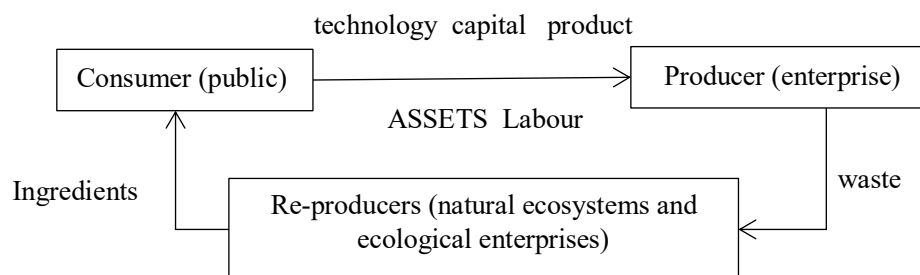 technology capital product
Consumer (public)
Producer (enterprise)
ASSETS Labour
Ingredients
waste
Re-producers (natural ecosystems and
ecological enterprises)